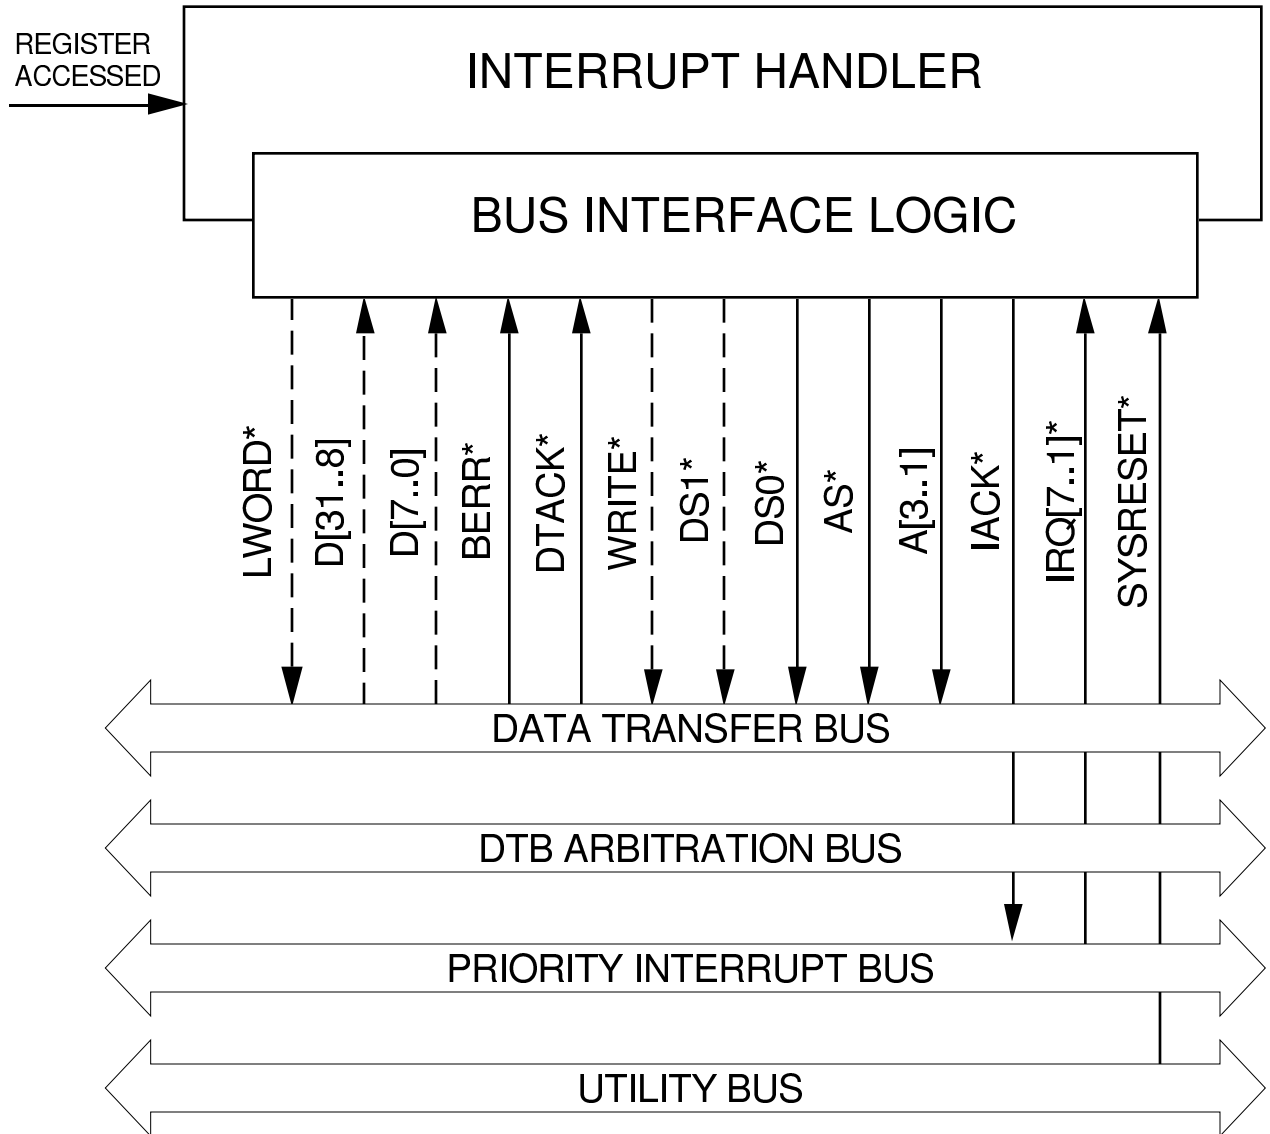 REGISTER
ACCESSED
INTERRUPT HANDLER
BUS INTERFACE LOGIC
LWORD*
D[31..8]
D[7..0]
BERR*
DTACK*
WRITE*
DS1*
DS0*
AS*
A[3..1]
IACK*
IRQ[7..1]*
SYSRESET*
DATA TRANSFER BUS
DTB ARBITRATION BUS
PRIORITY INTERRUPT BUS
UTILITY BUS